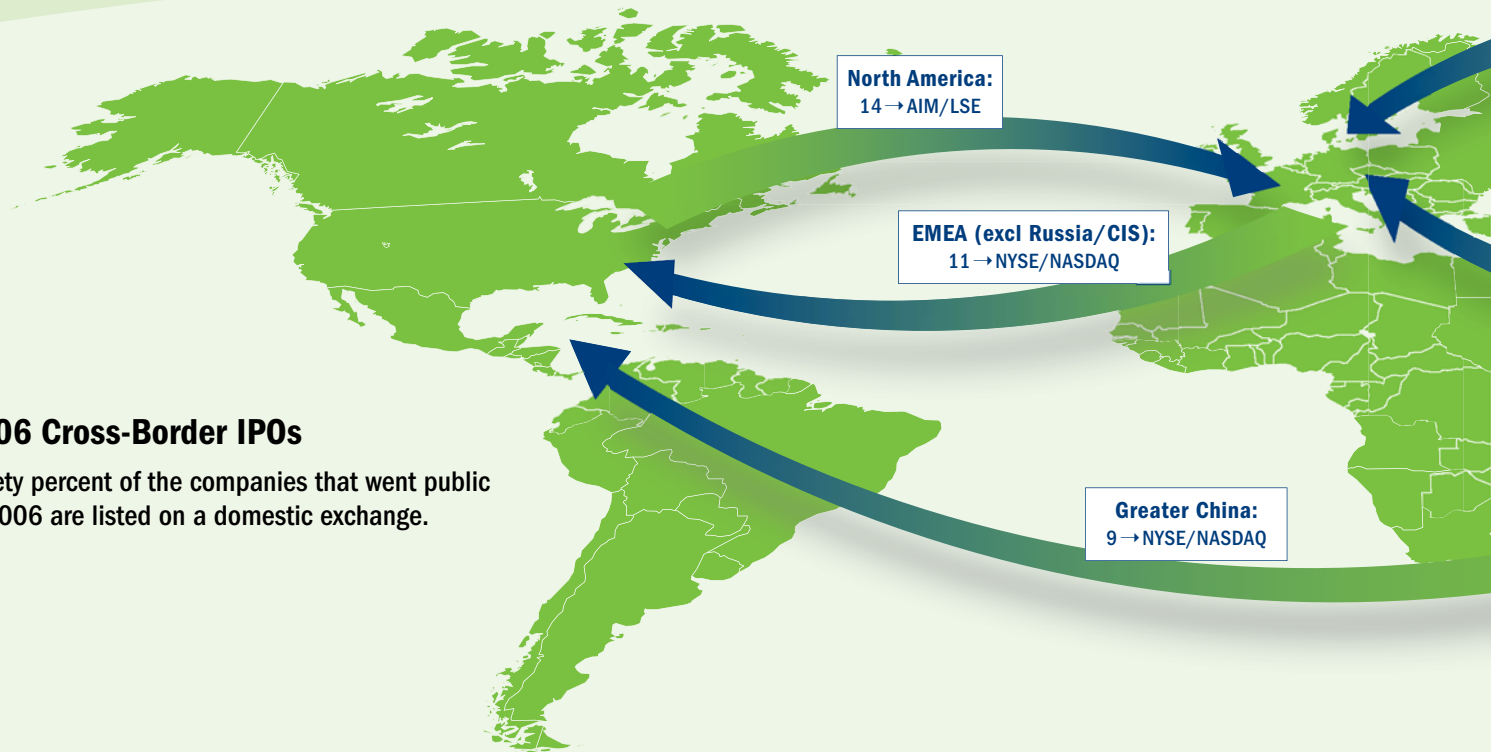 North America:
14→AIM/LSE
EMEA (excl Russia/CIS):
11→NYSE/NASDAQ
06 Cross-Border IPOs
ety percent of the companies that went public
006 are listed on a domestic exchange.
Greater China:
9→NYSE/NASDAQ